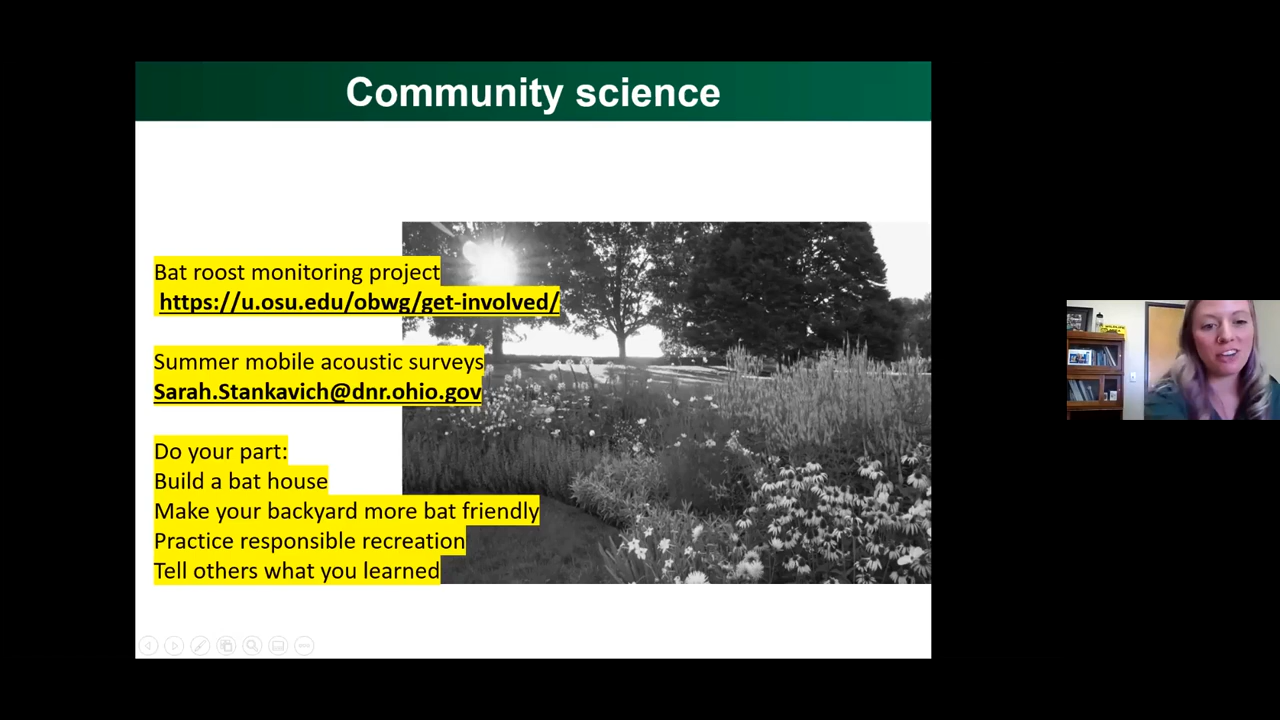 Community science
Bat roost monitoring project
https://u.osu.edu/obwg/get-involved/
Summer mobile acoustic surveys
Sarah.Stankavich@dnr.ohio.gov
Do your part:
Build a bat house
Make your backyard more bat friendly
Practice responsible recreation
Tell others what you learned